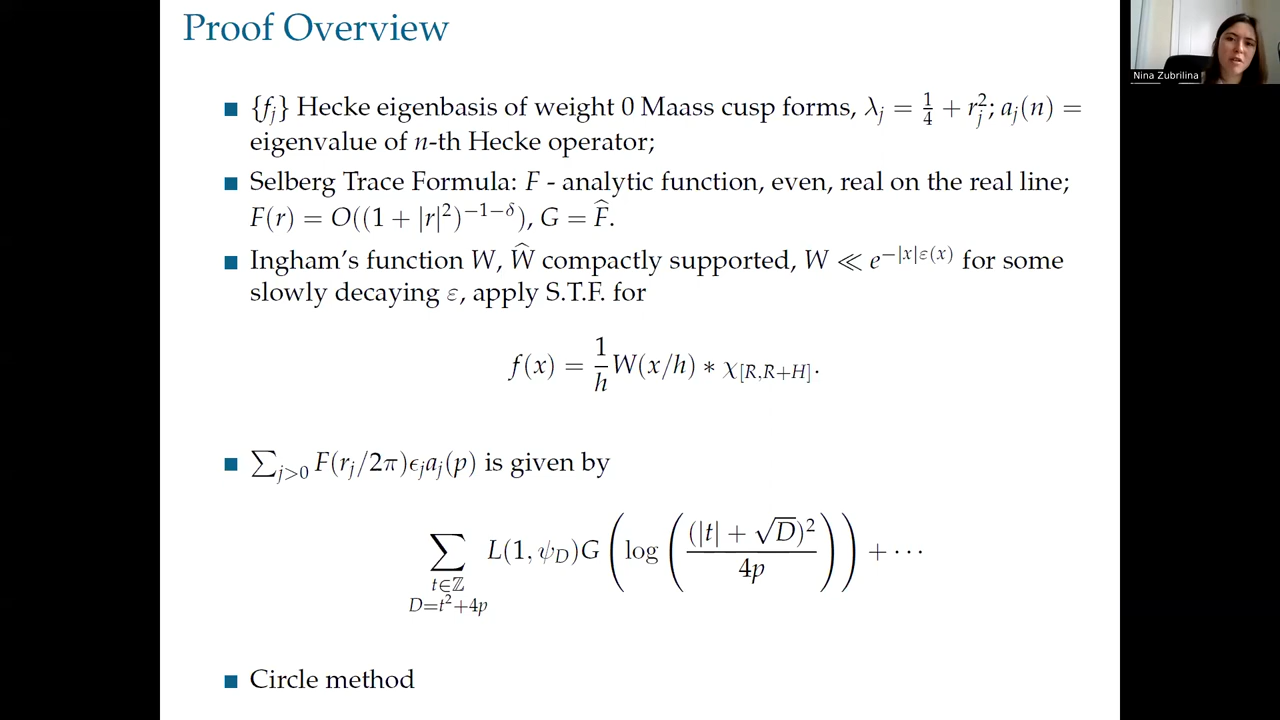 Proof Overview
{f_j} Hecke eigenbasis of weight 0 Maass cusp forms, λ_j = 1/4 + r_j^2; a_j(n) =
eigenvalue of n-th Hecke operator;
Selberg Trace Formula: F - analytic function, even, real on the real line;
F(r) = O((1 + |r|^2)^{-1-δ}), G = \widehat{F}.
Ingham's function W, \widehat{W} compactly supported, W ≪ e^{-|x|ε(x)} for some
slowly decaying ε, apply S.T.F. for
f(x) = \frac{1}{h} W(x/h) * χ_{[R,R+H]}.
∑_{j>0} F(r_j/2π)ϵ_j a_j(p) is given by
∑_{t∈ℤ, D=t^2+4p} L(1, ψ_D)G(log(\frac{(|t| + √D)^2}{4p})) + ⋯
Circle method
Nina Zubrilina